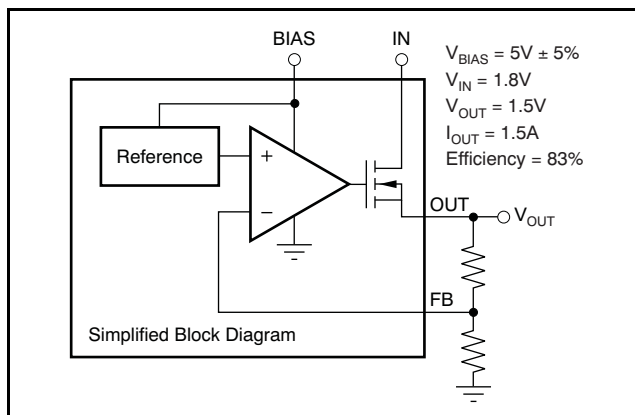 BIAS
IN
V_BIAS = 5V ± 5%
V_IN = 1.8V
V_OUT = 1.5V
I_OUT = 1.5A
Efficiency = 83%
Reference
+
−
OUT
V_OUT
FB
Simplified Block Diagram